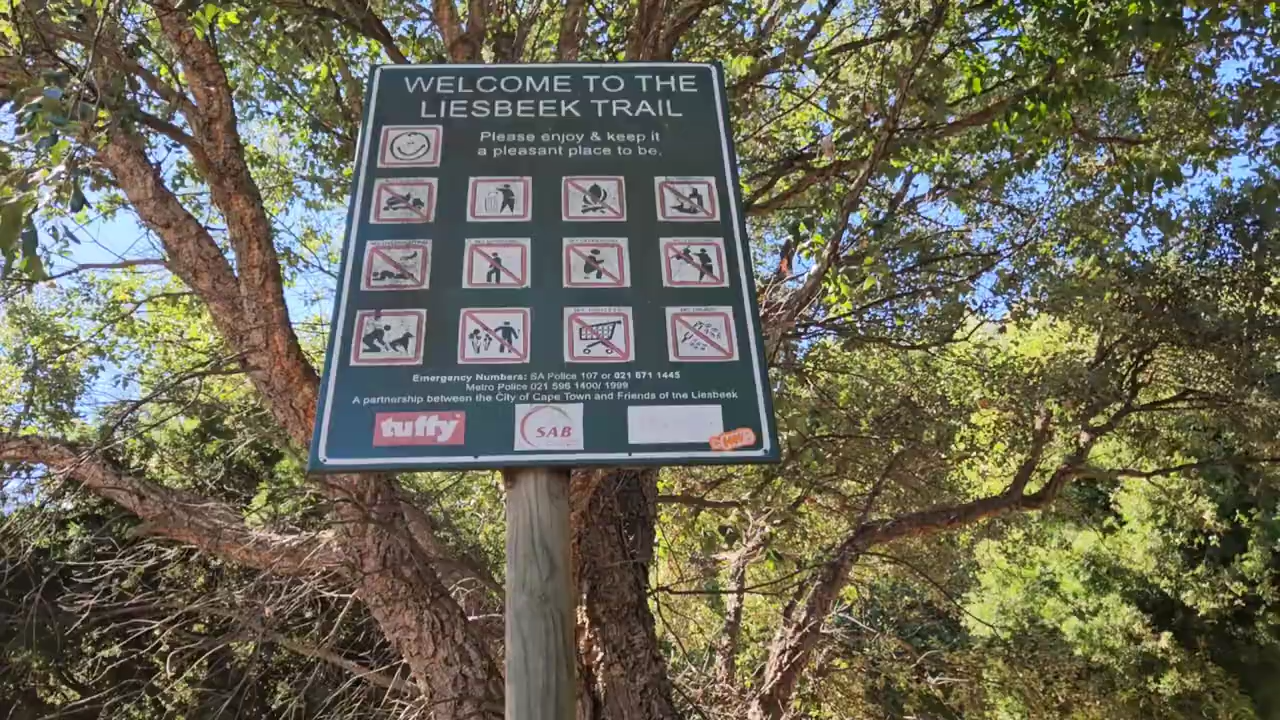 WELCOME TO THE
LIESBEEK TRAIL
Please enjoy & keep it
a pleasant place to be.
Emergency Numbers: SA Police 107 or 021 671 1445
Metro Police 021 596 1400/ 1999
A partnership between the City of Cape Town and Friends of the Liesbeek
tuffy
SAB